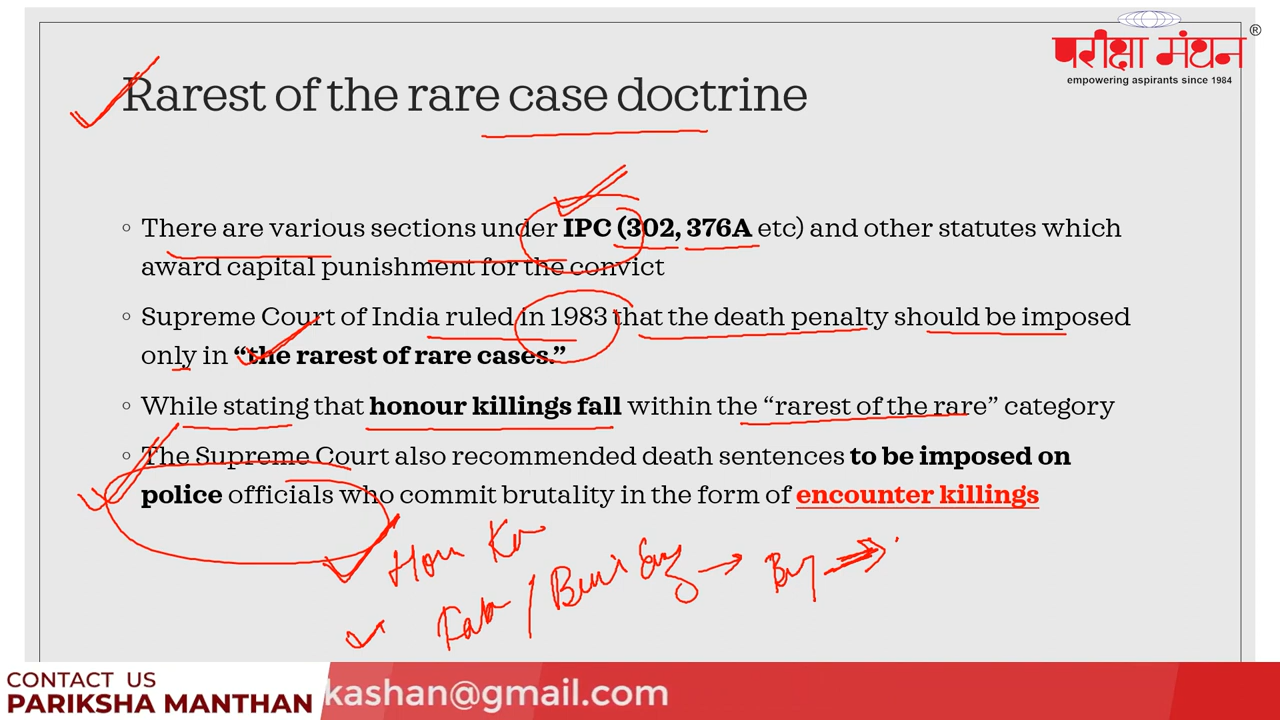 परीक्षा मंथन ®
empowering aspirants since 1984
Rarest of the rare case doctrine
◦ There are various sections under IPC (302, 376A etc) and other statutes which
award capital punishment for the convict
◦ Supreme Court of India ruled in 1983 that the death penalty should be imposed
only in “the rarest of rare cases.”
◦ While stating that honour killings fall within the “rarest of the rare” category
◦ The Supreme Court also recommended death sentences to be imposed on
police officials who commit brutality in the form of encounter killings
CONTACT US
PARIKSHA MANTHAN
kashan@gmail.com